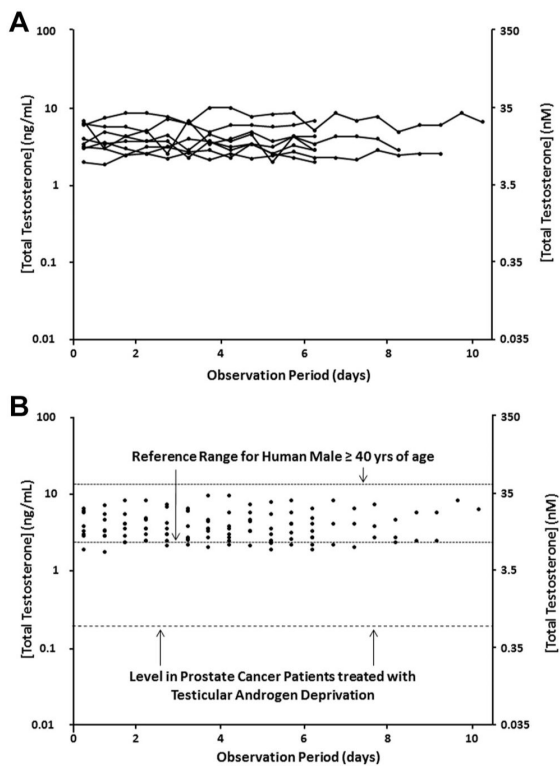 A
100
10
1
0.1
0.01
[Total Testosterone] (ng/mL)
350
35
3.5
0.35
0.035
[Total Testosterone] (nM)
0 2 4 6 8 10
Observation Period (days)
B
100
10
1
0.1
0.01
[Total Testosterone] (ng/mL)
350
35
3.5
0.35
0.035
[Total Testosterone] (nM)
Reference Range for Human Male ≥ 40 yrs of age
Level in Prostate Cancer Patients treated with
Testicular Androgen Deprivation
0 2 4 6 8 10
Observation Period (days)